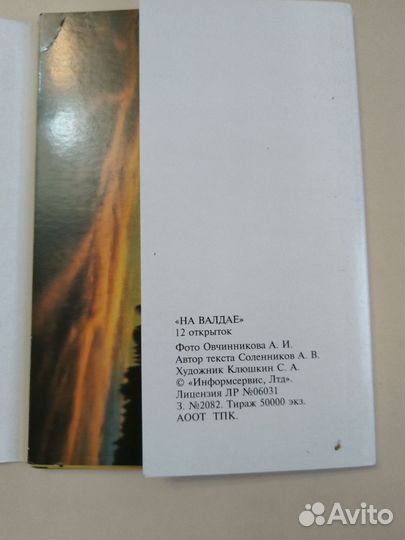 «НА ВАЛДАЕ»
12 открыток
Фото Овчинникова А. И.
Автор текста Соленников А. В.
Художник Клюшкин С. А.
© «Информсервис, Лтд».
Лицензия ЛР №06031
З. №2082. Тираж 50000 экз.
АООТ ТПК.
Avito